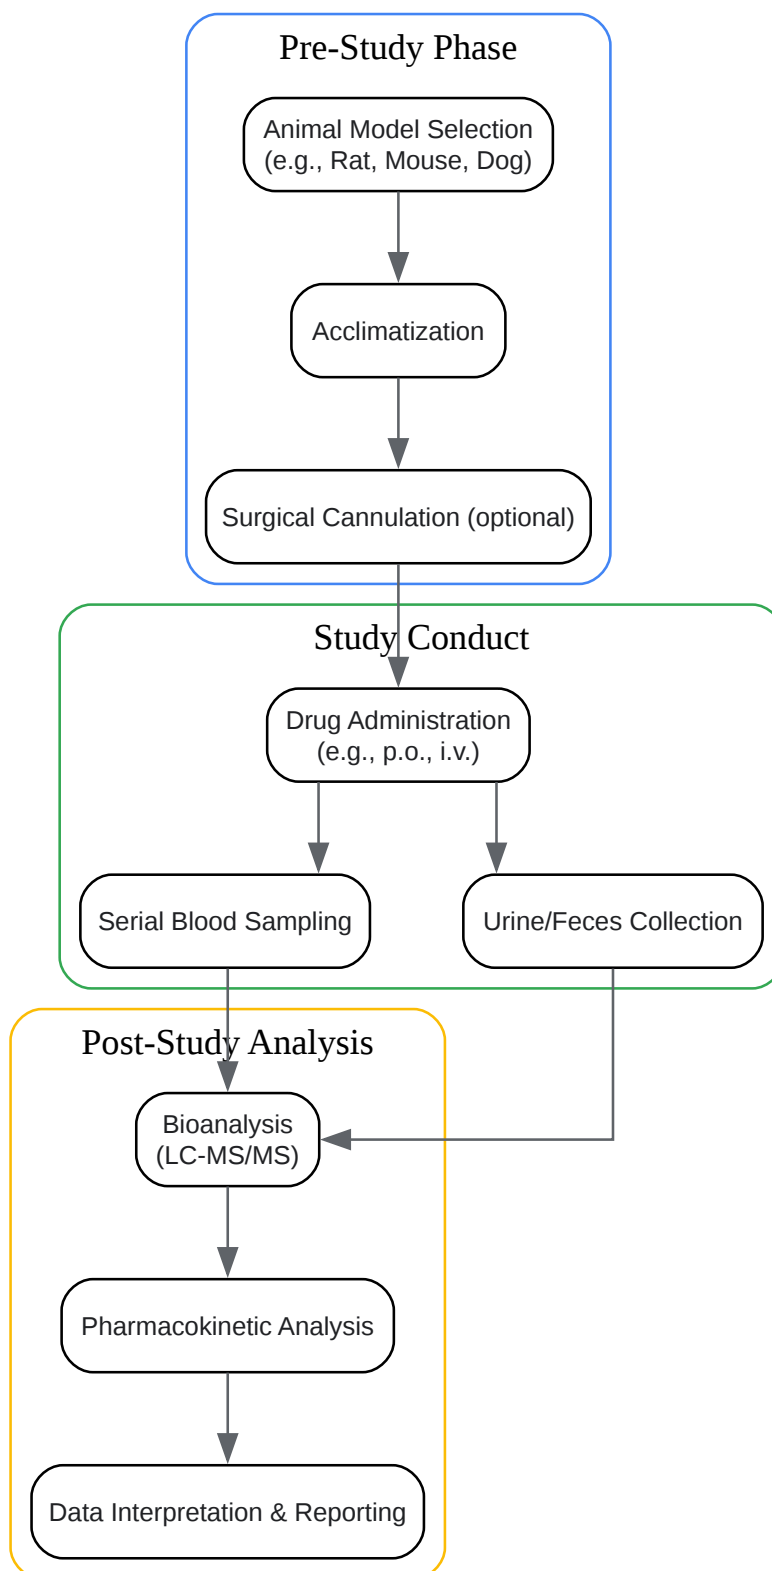 Pre-Study Phase
Animal Model Selection
(e.g., Rat, Mouse, Dog)
Acclimatization
Surgical Cannulation (optional)
Study Conduct
Drug Administration
(e.g., p.o., i.v.)
Serial Blood Sampling
Urine/Feces Collection
Post-Study Analysis
Bioanalysis
(LC-MS/MS)
Pharmacokinetic Analysis
Data Interpretation & Reporting